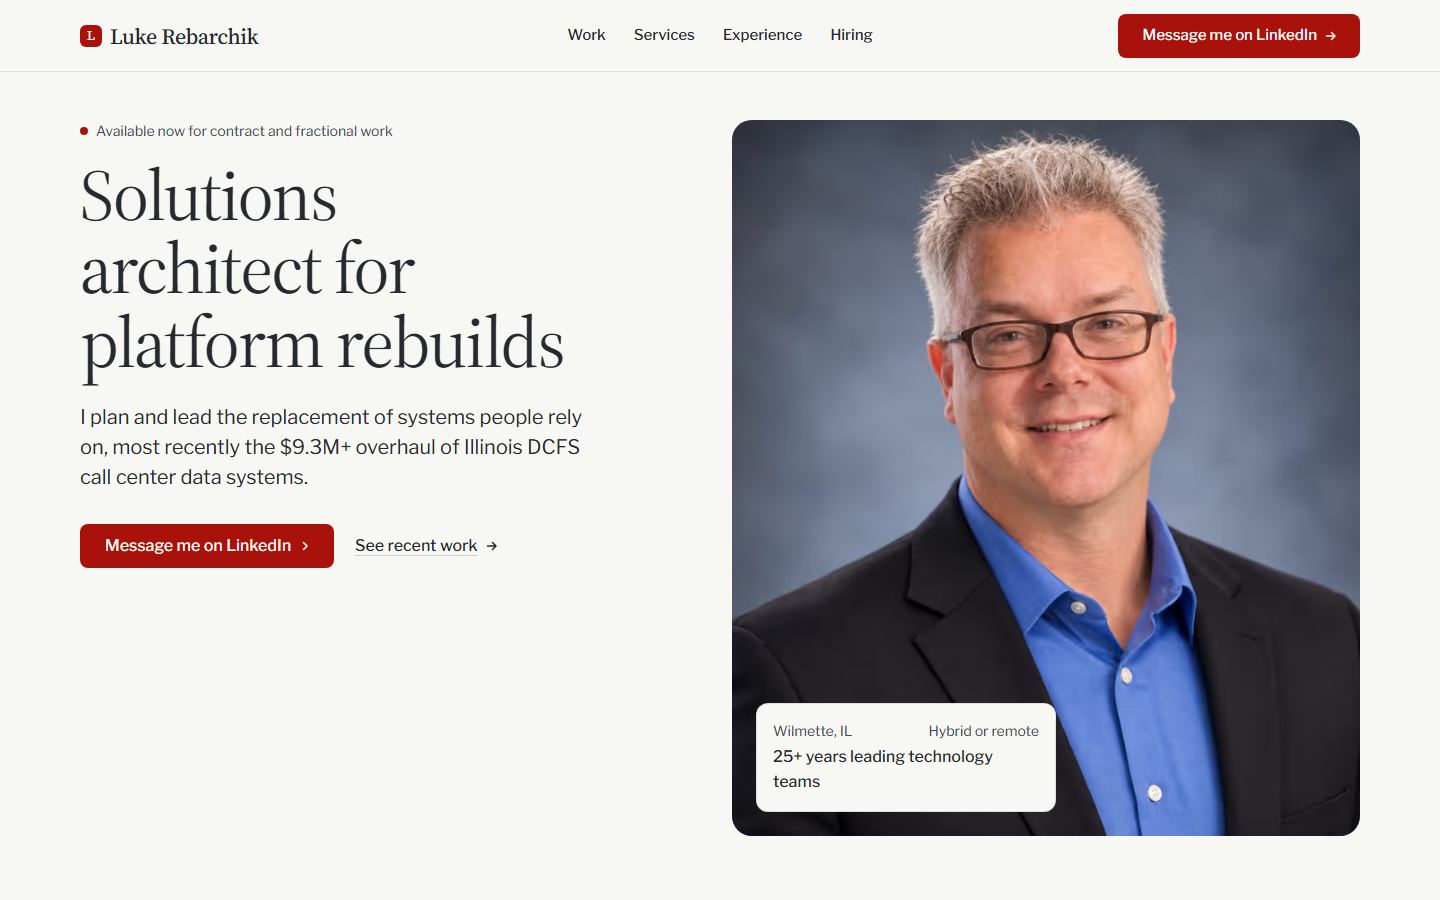 L Luke Rebarchik
Work Services Experience Hiring
Message me on LinkedIn →
Available now for contract and fractional work
Solutions
architect for
platform rebuilds
I plan and lead the replacement of systems people rely
on, most recently the $9.3M+ overhaul of Illinois DCFS
call center data systems.
Message me on LinkedIn ›
See recent work →
Wilmette, IL Hybrid or remote
25+ years leading technology
teams